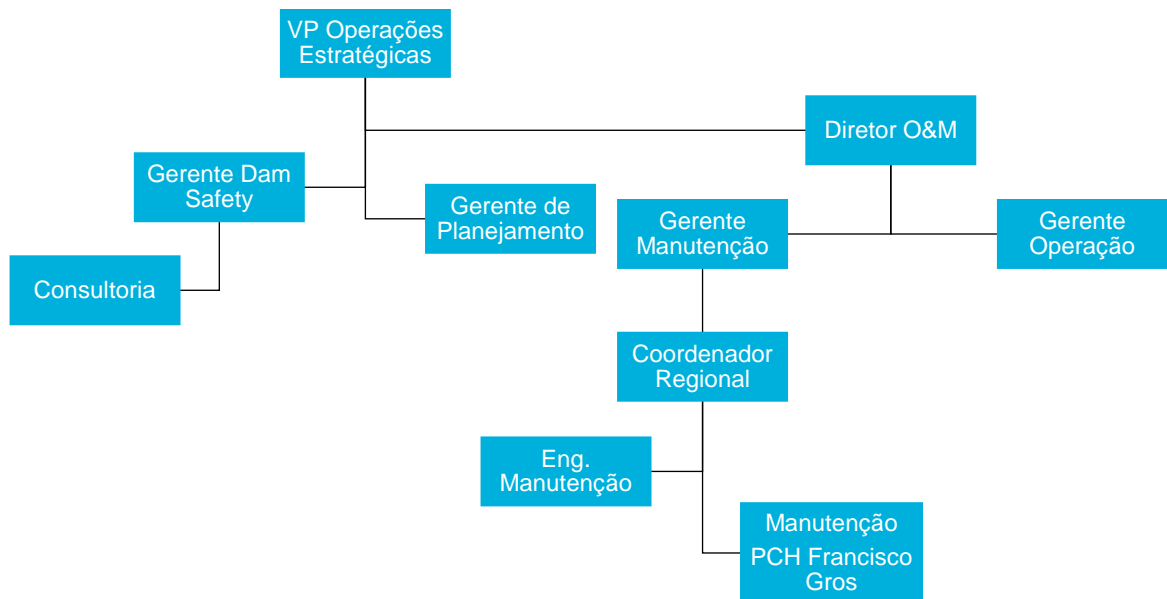 VP Operações
Estratégicas
Diretor O&M
Gerente Dam
Safety
Gerente de
Planejamento
Gerente
Manutenção
Gerente
Operação
Consultoria
Coordenador
Regional
Eng.
Manutenção
Manutenção
PCH Francisco
Gros